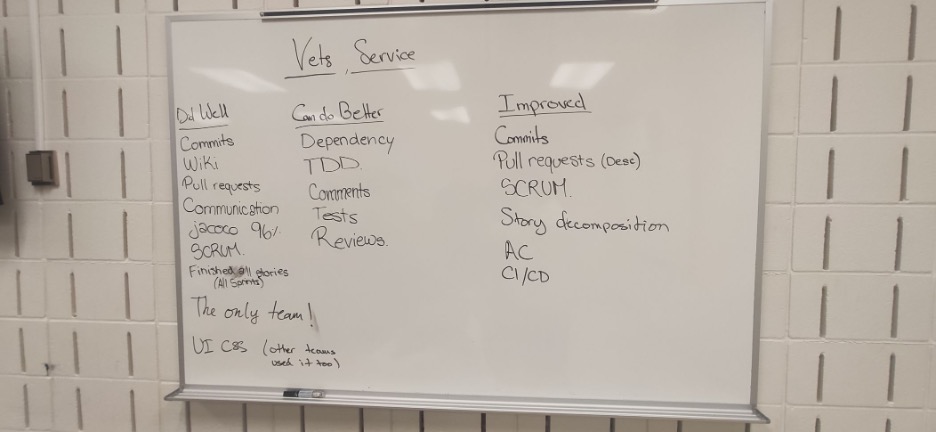 Vets Service
Did Well
Commits
Wiki
Pull requests
Communication
jacoco 96%
SCRUM.
Finished all stories
(All Sprints)
The only team!
UI CSS (other teams
used it too)
Can do Better
Dependency
TDD.
Comments
Tests
Reviews.
Improved
Commits
Pull requests (Desc)
SCRUM.
Story decomposition
AC
CI/CD